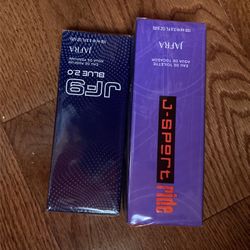 JAFRA
EAU DE PARFUM
AGUA DE PERFUME
JF9
BLUE 2.0
JAFRA
EAU DE TOILETTE
AGUA DE TOCADOR
J-Sport
Ride